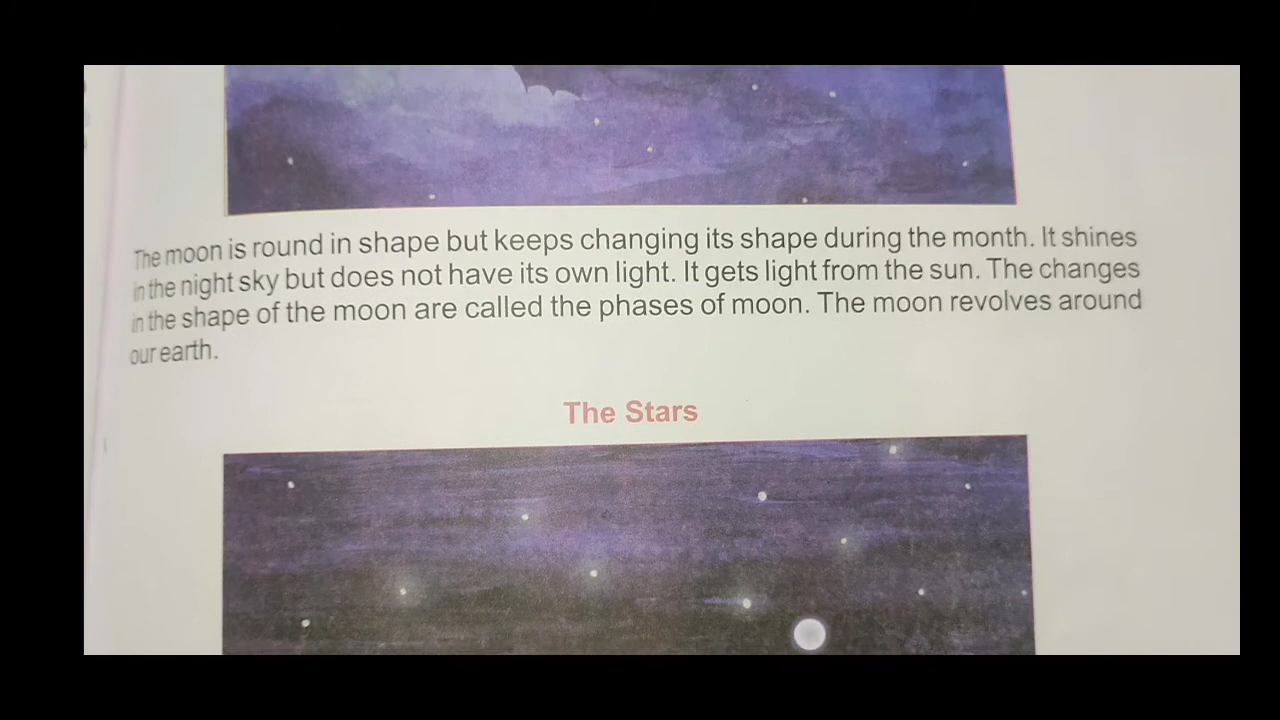 The moon is round in shape but keeps changing its shape during the month. It shines
in the night sky but does not have its own light. It gets light from the sun. The changes
in the shape of the moon are called the phases of moon. The moon revolves around
our earth.
The Stars